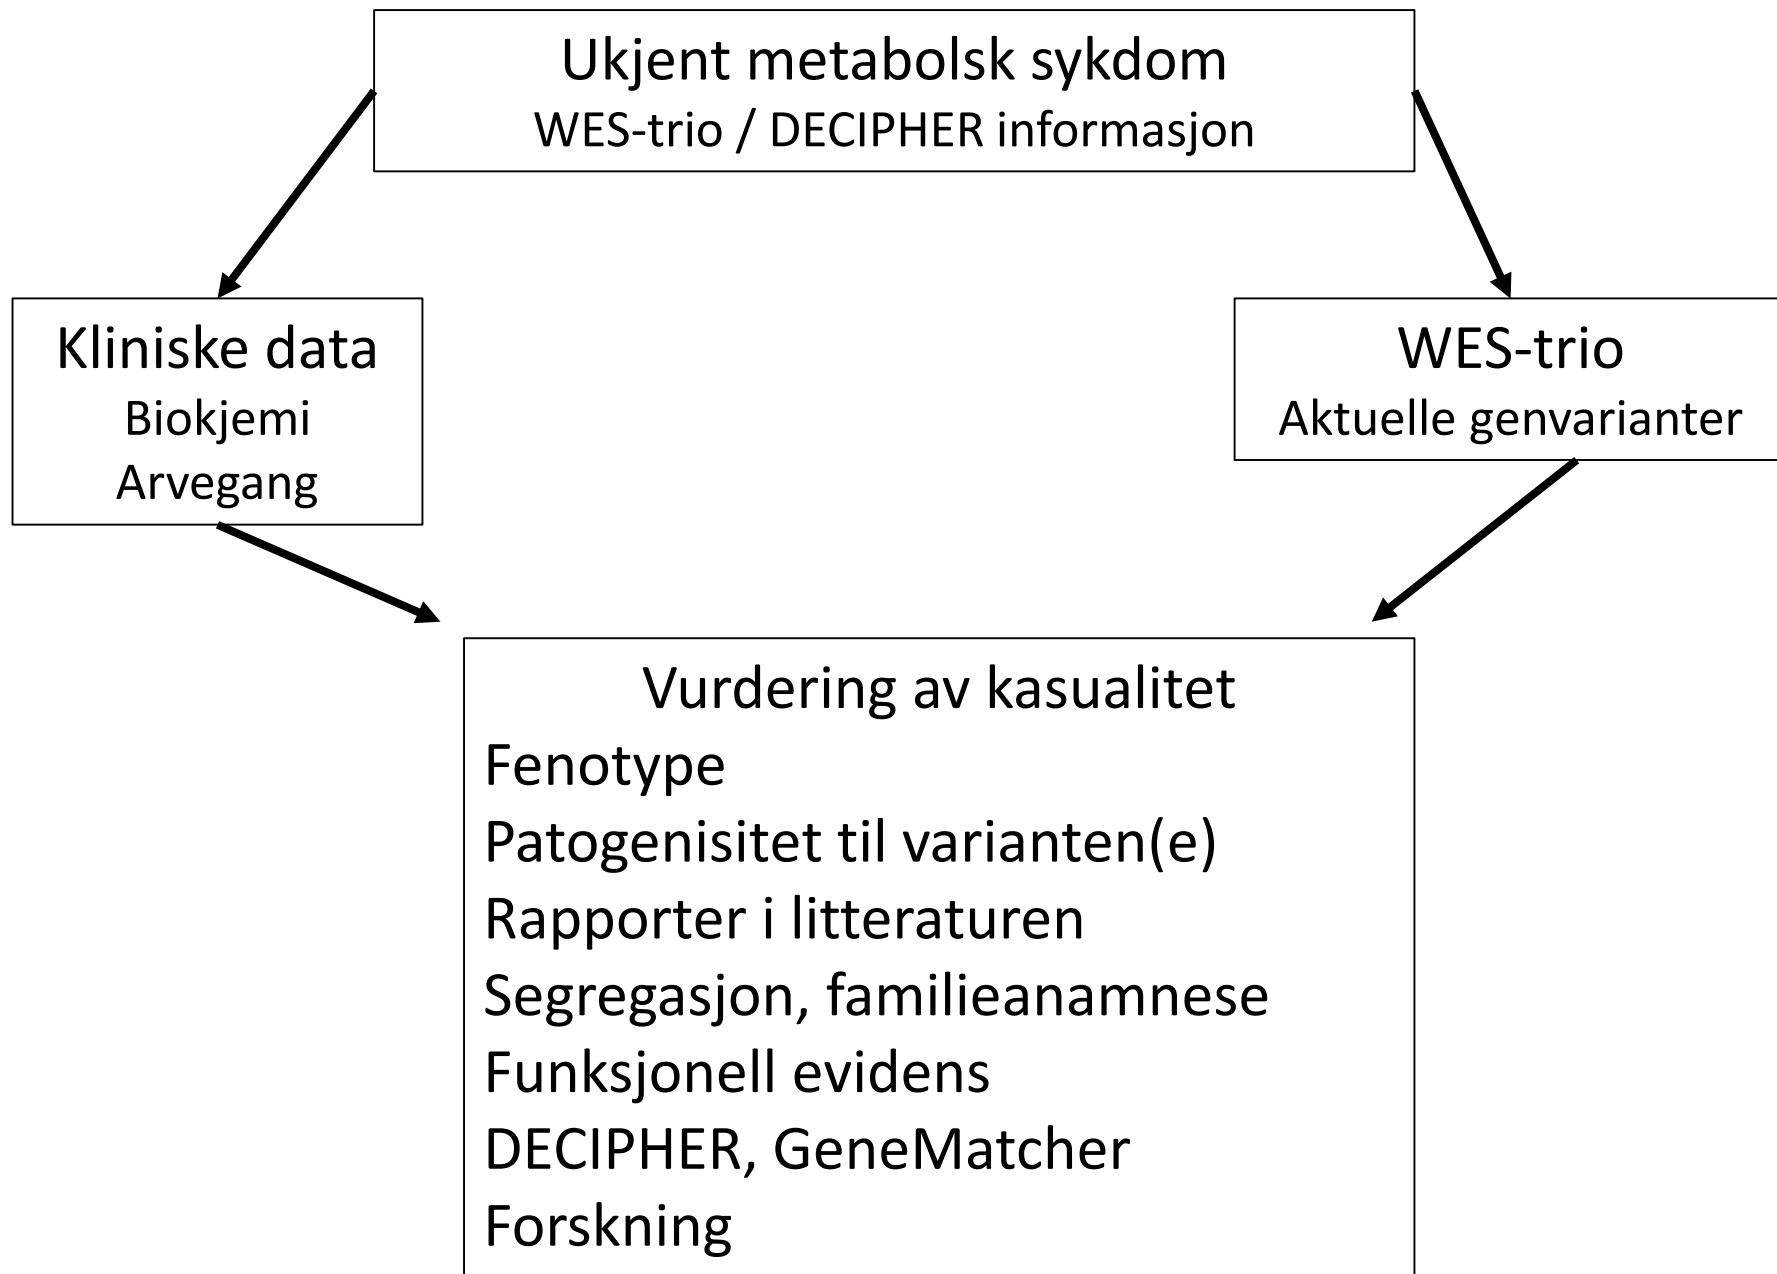 Ukjent metabolsk sykdom
WES-trio / DECIPHER informasjon
Kliniske data
Biokjemi
Arvegang
WES-trio
Aktuelle genvarianter
Vurdering av kasualitet
Fenotype
Patogenisitet til varianten(e)
Rapporter i litteraturen
Segregasjon, familieanamnese
Funksjonell evidens
DECIPHER, GeneMatcher
Forskning